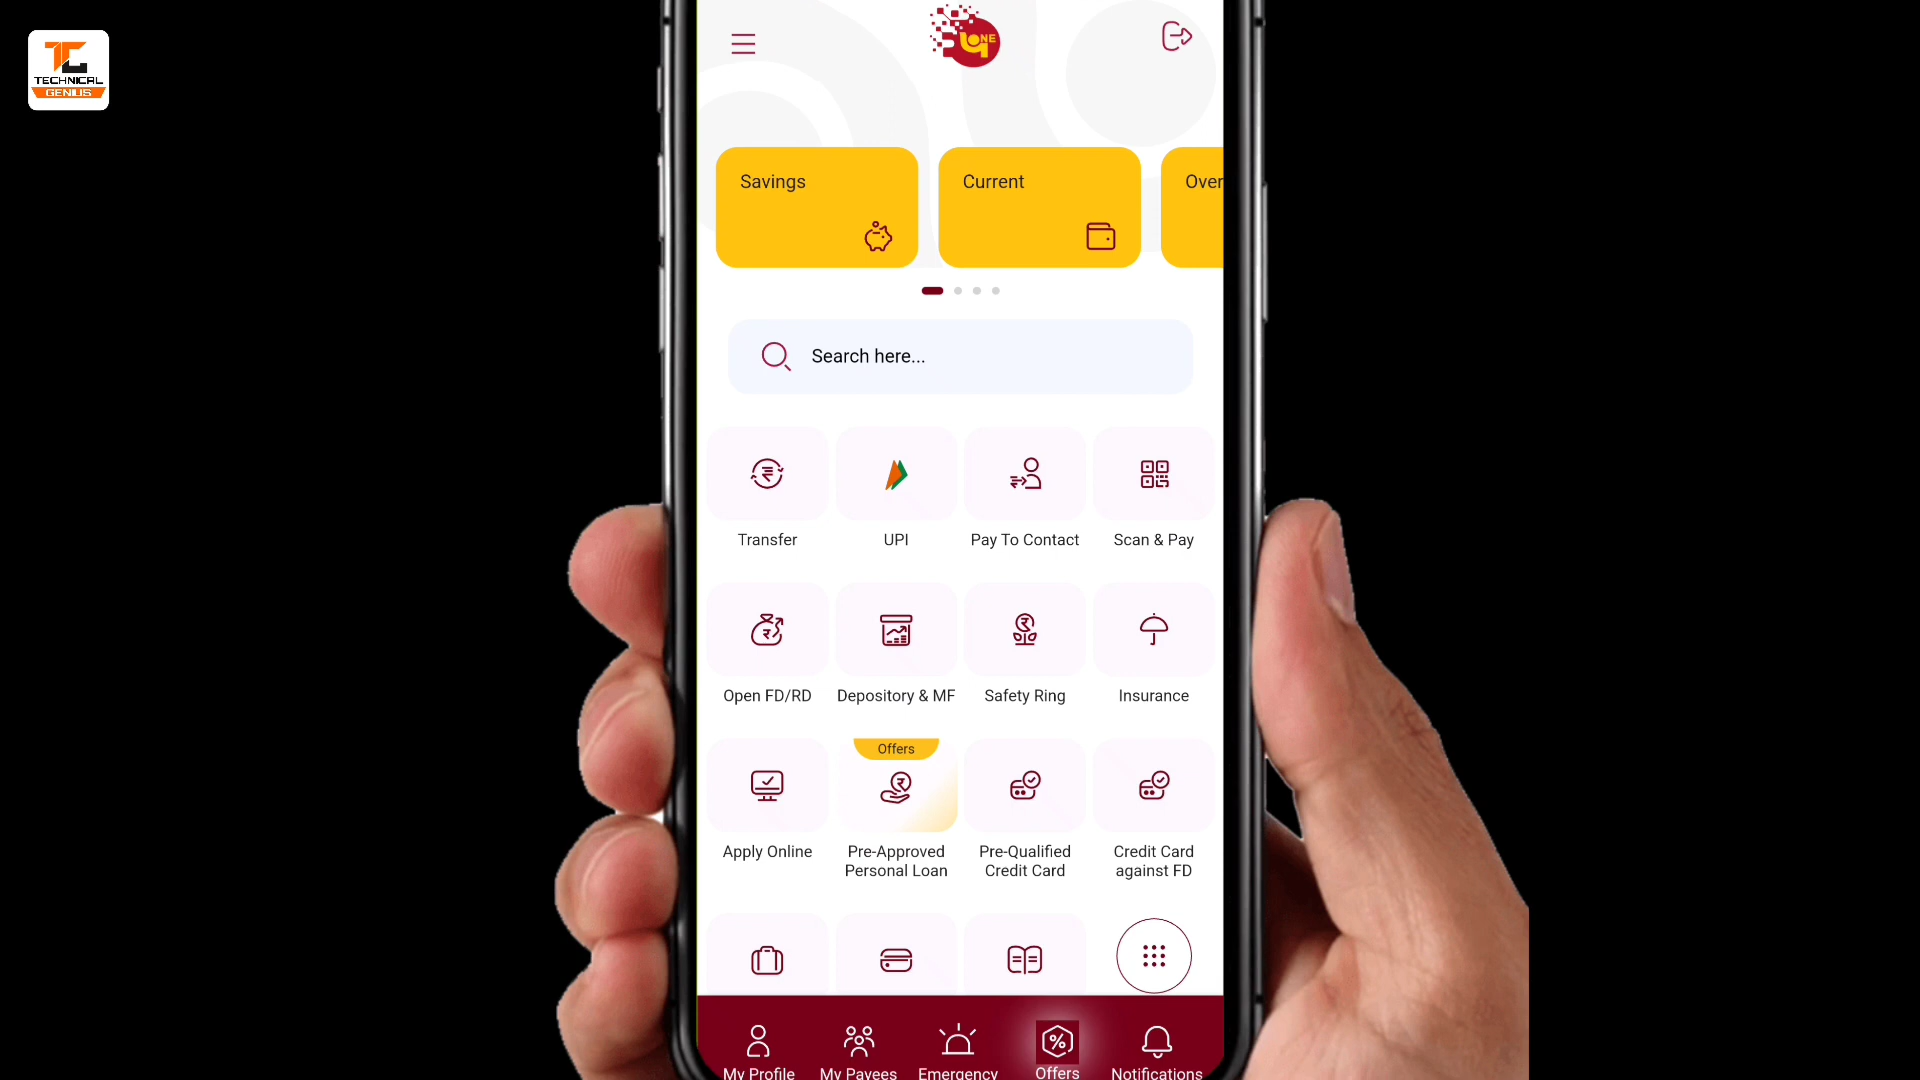 TECHNICAL
GENIUS
ONE
Savings
Current
Over
Search here...
Transfer
UPI
Pay To Contact
Scan & Pay
Open FD/RD
Depository & MF
Safety Ring
Insurance
Offers
Apply Online
Pre-Approved
Personal Loan
Pre-Qualified
Credit Card
Credit Card
against FD
My Profile
My Payees
Emergency
Offers
Notifications